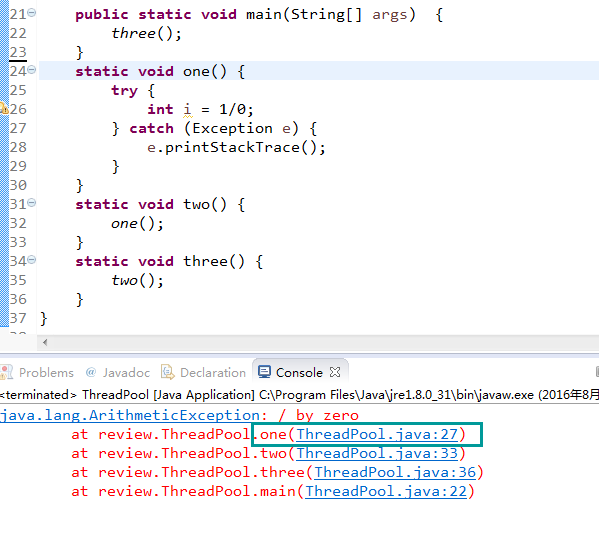 21 public static void main(String[] args)  {
22 three();
23 }
24 static void one() {
25 try {
26 int i = 1/0;
27 } catch (Exception e) {
28 e.printStackTrace();
29 }
30 }
31 static void two() {
32 one();
33 }
34 static void three() {
35 two();
36 }
37 }
Problems @ Javadoc Declaration Console
<terminated> ThreadPool [Java Application] C:\Program Files\Java\jre1.8.0_31\bin\javaw.exe (2016年8月
java.lang.ArithmeticException: / by zero
at review.ThreadPool.one(ThreadPool.java:27)
at review.ThreadPool.two(ThreadPool.java:33)
at review.ThreadPool.three(ThreadPool.java:36)
at review.ThreadPool.main(ThreadPool.java:22)